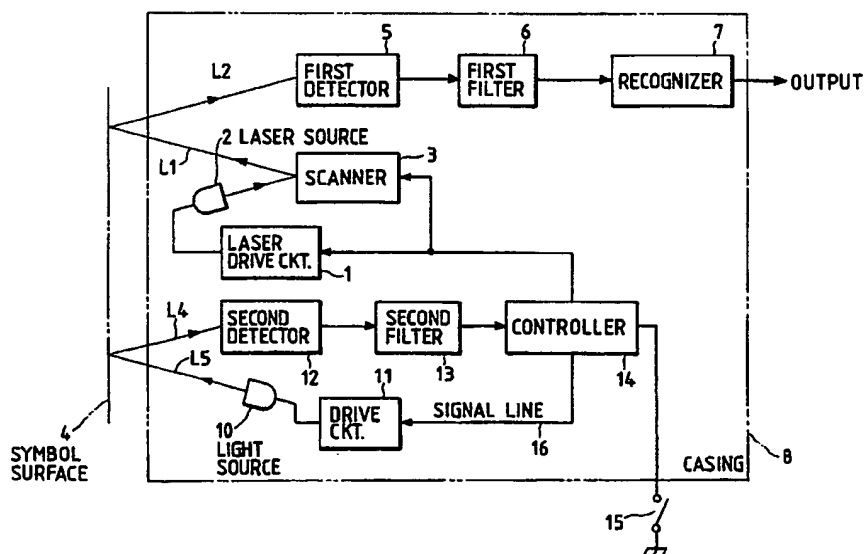 5
6
7
L2
FIRST
DETECTOR
FIRST
FILTER
RECOGNIZER
OUTPUT
2 LASER SOURCE
3
L1
SCANNER
LASER
DRIVE CKT.
1
L4
SECOND
DETECTOR
SECOND
FILTER
CONTROLLER
L5
12
13
14
11
10
LIGHT
SOURCE
DRIVE
CKT.
SIGNAL LINE
16
4
SYMBOL
SURFACE
CASING
8
15